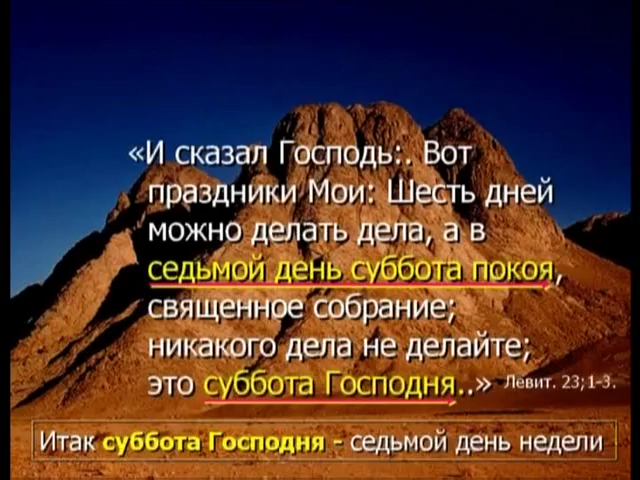 «И сказал Господь:. Вот
праздники Мои: Шесть дней
можно делать дела, а в
седьмой день суббота покоя,
священное собрание;
никакого дела не делайте;
это суббота Господня..» Левит. 23;1-3.
Итак суббота Господня - седьмой день недели